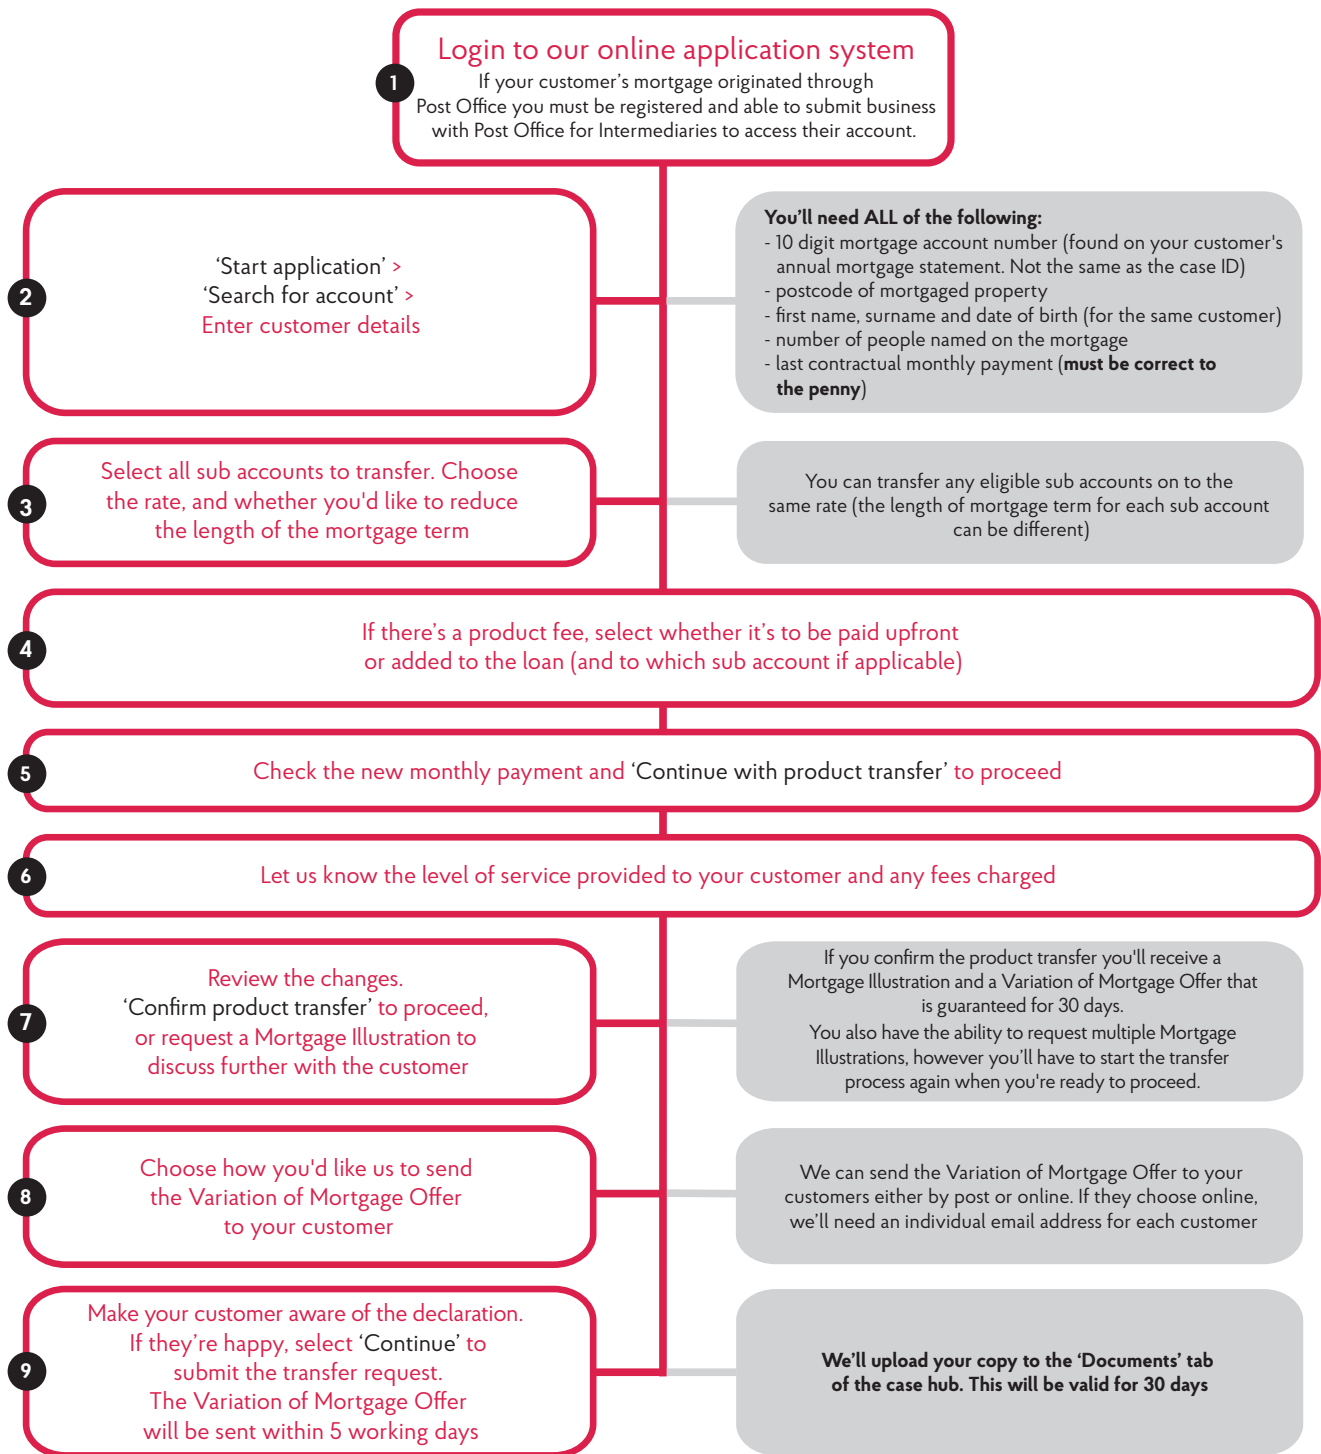 Login to our online application system
1
If your customer's mortgage originated through
Post Office you must be registered and able to submit business
with Post Office for Intermediaries to access their account.
2
‘Start application’ >
‘Search for account’ >
Enter customer details
You’ll need ALL of the following:
- 10 digit mortgage account number (found on your customer's
annual mortgage statement. Not the same as the case ID)
- postcode of mortgaged property
- first name, surname and date of birth (for the same customer)
- number of people named on the mortgage
- last contractual monthly payment (must be correct to
the penny)
3
Select all sub accounts to transfer. Choose
the rate, and whether you'd like to reduce
the length of the mortgage term
You can transfer any eligible sub accounts on to the
same rate (the length of mortgage term for each sub account
can be different)
4
If there’s a product fee, select whether it’s to be paid upfront
or added to the loan (and to which sub account if applicable)
5
Check the new monthly payment and ‘Continue with product transfer’ to proceed
6
Let us know the level of service provided to your customer and any fees charged
7
Review the changes.
‘Confirm product transfer’ to proceed,
or request a Mortgage Illustration to
discuss further with the customer
If you confirm the product transfer you'll receive a
Mortgage Illustration and a Variation of Mortgage Offer that
is guaranteed for 30 days.
You also have the ability to request multiple Mortgage
Illustrations, however you’ll have to start the transfer
process again when you're ready to proceed.
8
Choose how you'd like us to send
the Variation of Mortgage Offer
to your customer
We can send the Variation of Mortgage Offer to your
customers either by post or online. If they choose online,
we’ll need an individual email address for each customer
9
Make your customer aware of the declaration.
If they’re happy, select ‘Continue’ to
submit the transfer request.
The Variation of Mortgage Offer
will be sent within 5 working days
We’ll upload your copy to the ‘Documents’ tab
of the case hub. This will be valid for 30 days